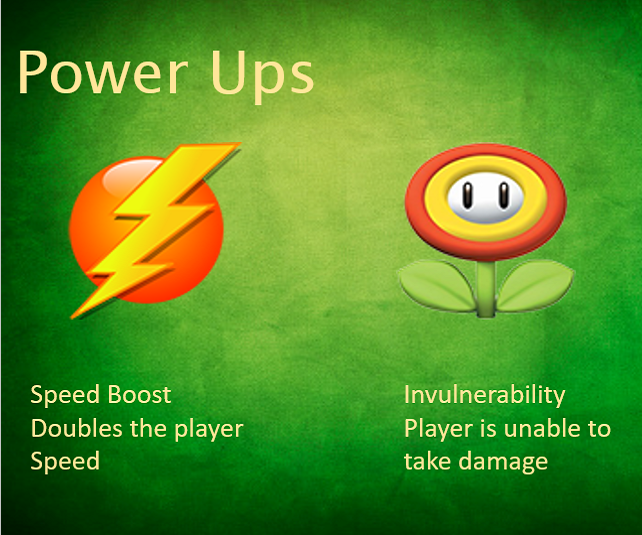 Power Ups
Speed Boost
Doubles the player
Speed
Invulnerability
Player is unable to
take damage